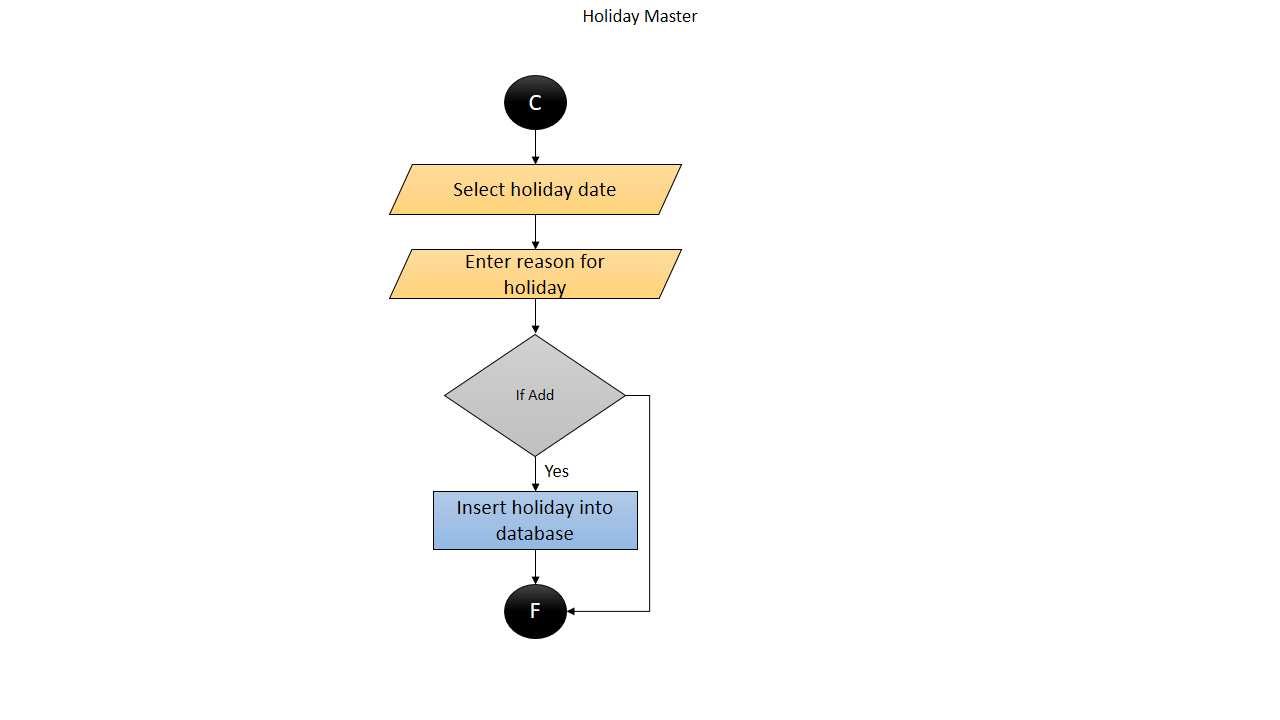 Holiday Master
C
Select holiday date
Enter reason for
holiday
If Add
Yes
Insert holiday into
database
F